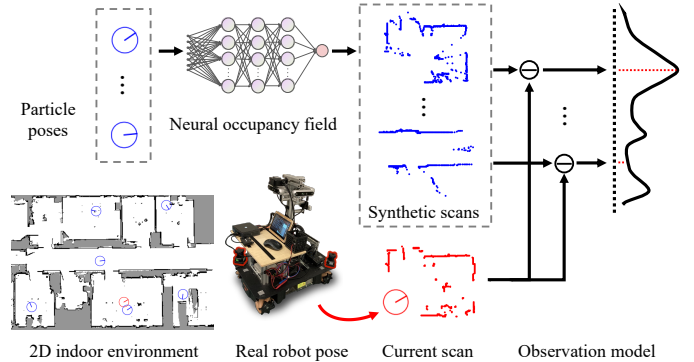 Particle
poses
Neural occupancy field
Synthetic scans
2D indoor environment
Real robot pose
Current scan
Observation model